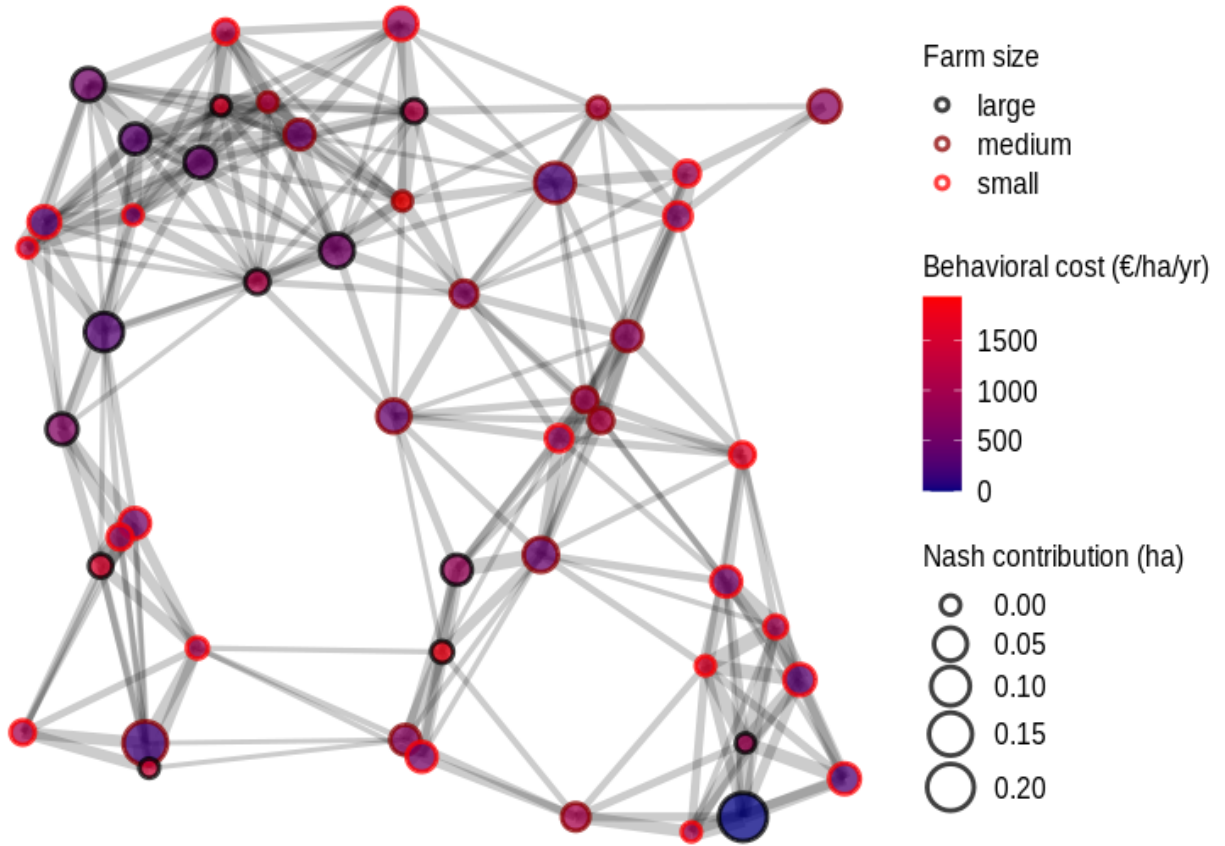 Farm size
large
medium
small
Behavioral cost (€/ha/yr)
1500
1000
500
0
Nash contribution (ha)
0.00
0.05
0.10
0.15
0.20